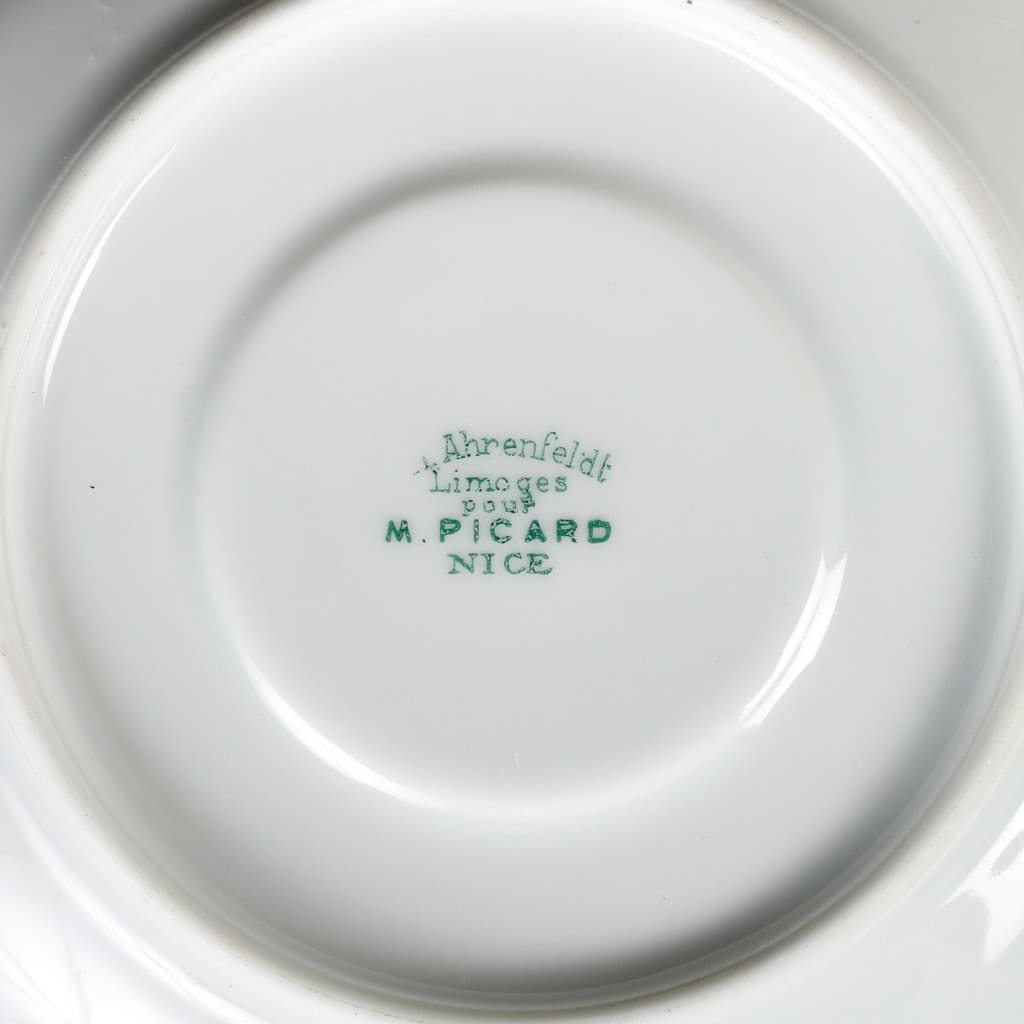 Ahrenfeldt
Limoges
pour
M. PICARD
NICE